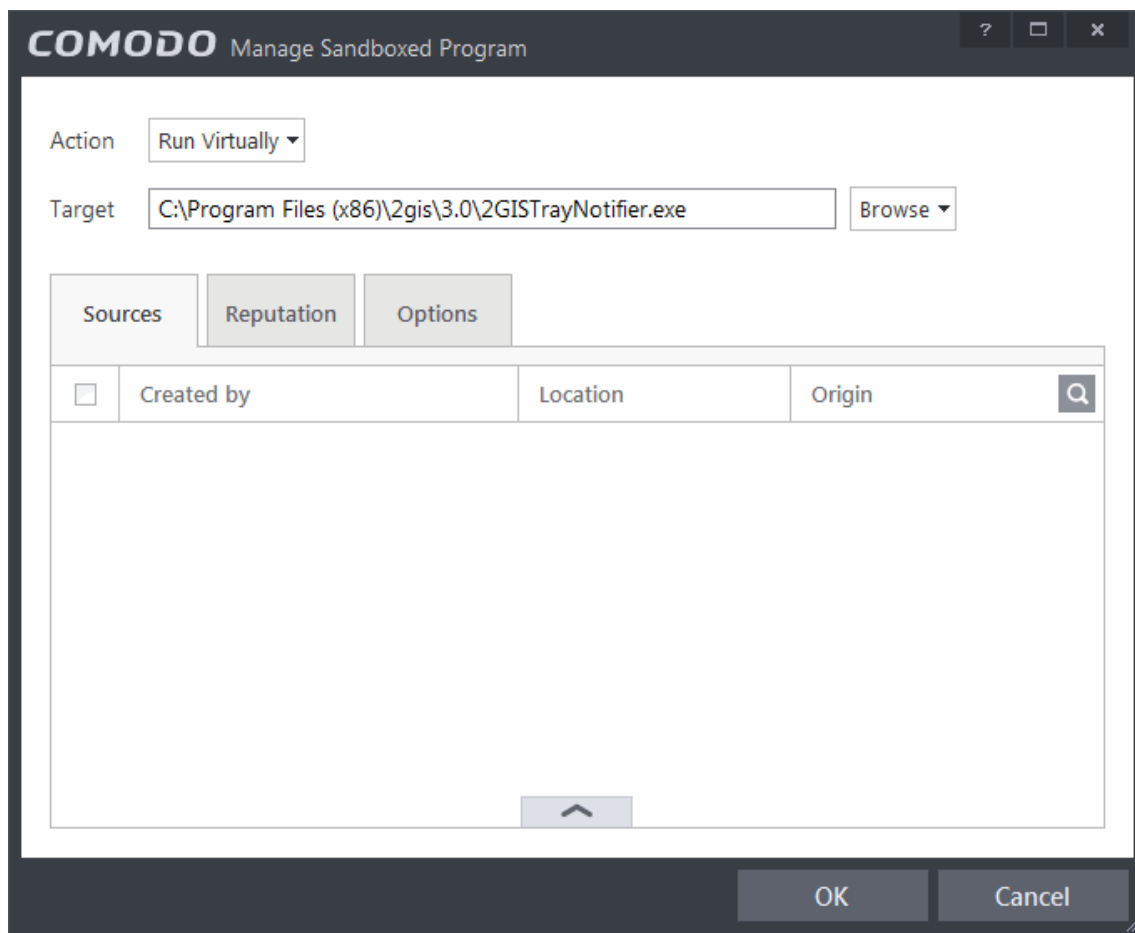 COMODO Manage Sandboxed Program
?
Action Run Virtually
Target C:\Program Files (x86)\2gis\3.0\2GISTrayNotifier.exe Browse
Sources Reputation Options
Created by Location Origin
OK Cancel